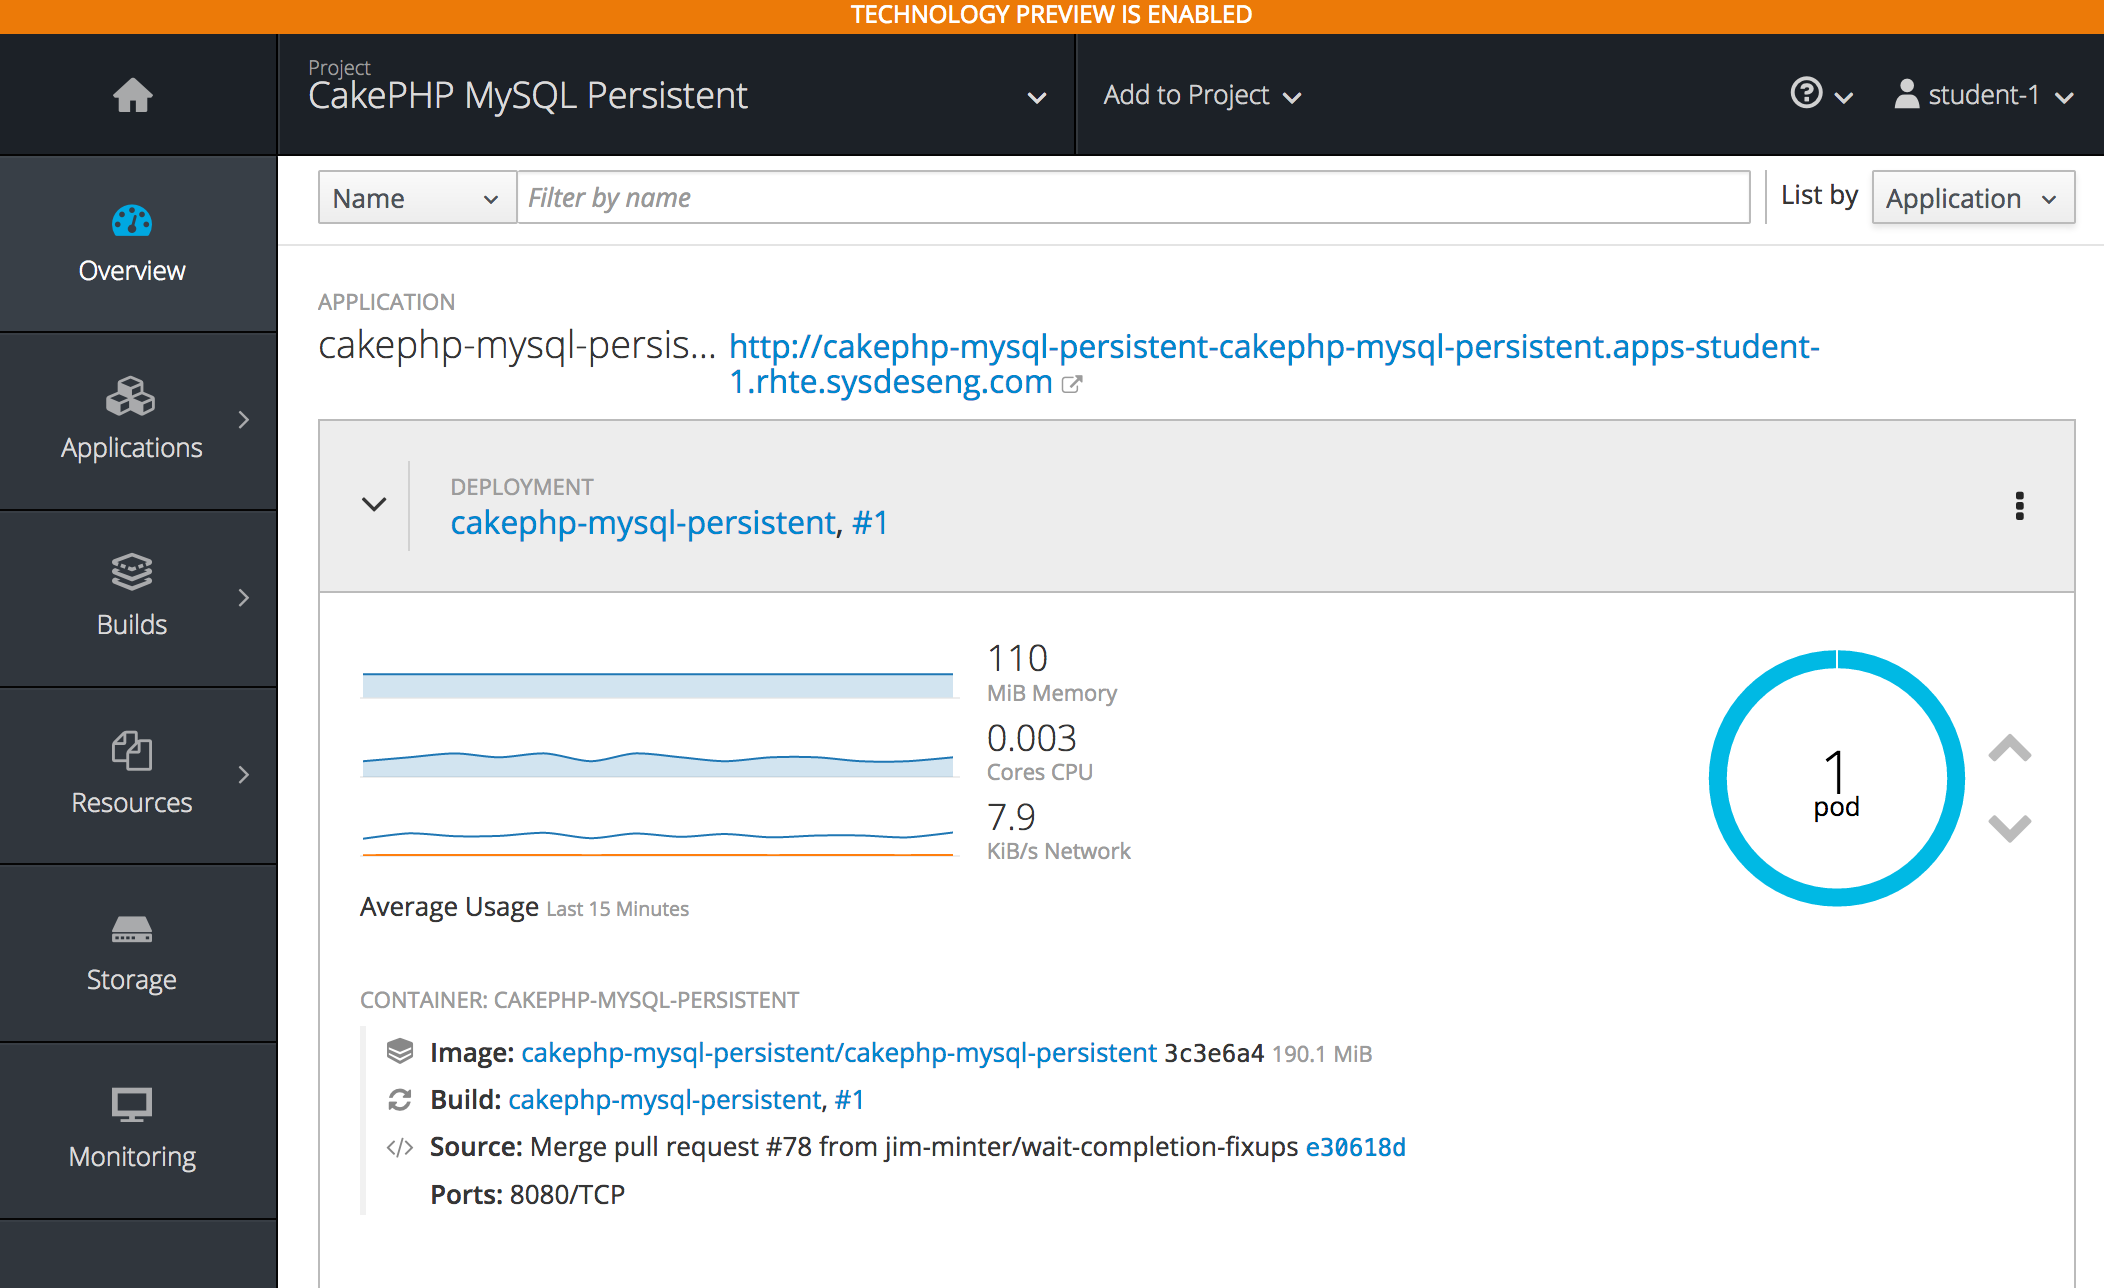 TECHNOLOGY PREVIEW IS ENABLED
Project
CakePHP MySQL Persistent
Add to Project
student-1
Overview
Applications
Builds
Resources
Storage
Monitoring
Name
Filter by name
List by
Application
APPLICATION
cakephp-mysql-persis...
http://cakephp-mysql-persistent-cakephp-mysql-persistent.apps-student-
1.rhte.sysdeseng.com
DEPLOYMENT
cakephp-mysql-persistent, #1
110
MiB Memory
0.003
Cores CPU
7.9
KiB/s Network
Average Usage Last 15 Minutes
1
pod
CONTAINER: CAKEPHP-MYSQL-PERSISTENT
Image: cakephp-mysql-persistent/cakephp-mysql-persistent 3c3e6a4 190.1 MiB
Build: cakephp-mysql-persistent, #1
Source: Merge pull request #78 from jim-minter/wait-completion-fixups e30618d
Ports: 8080/TCP